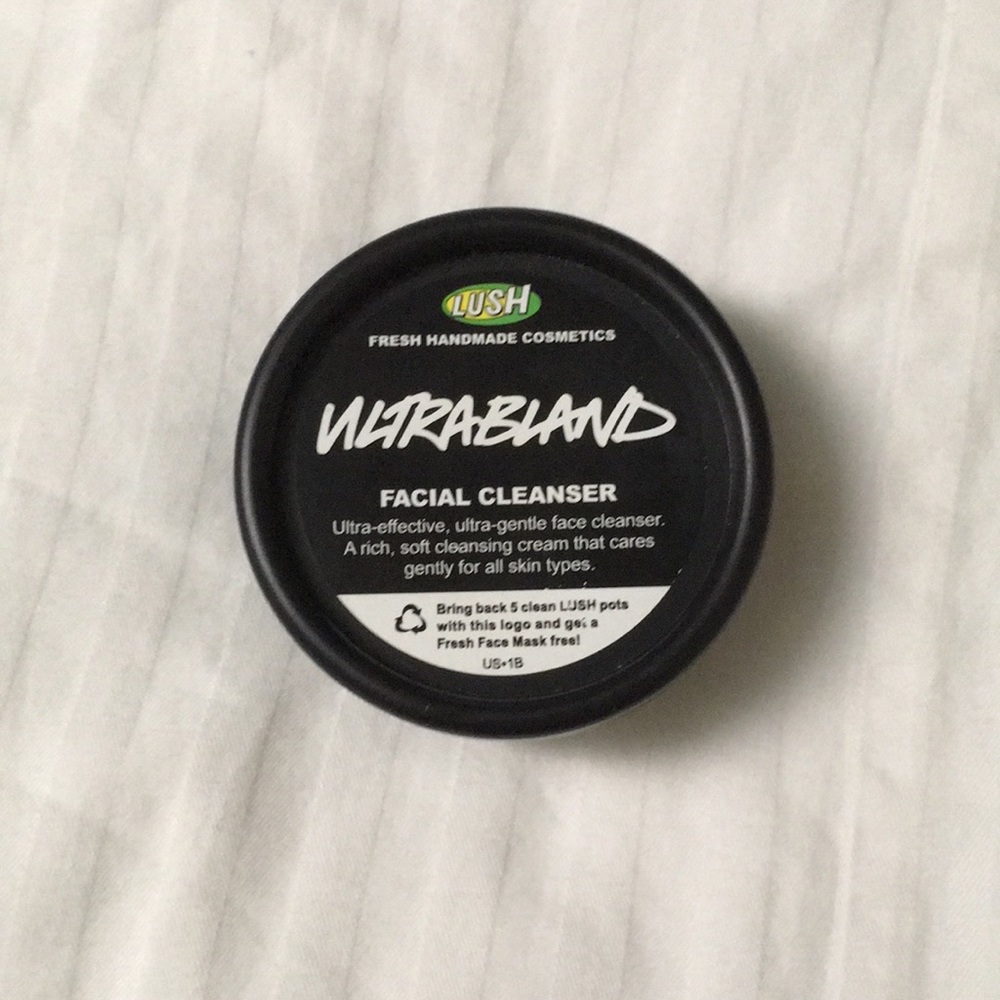 LUSH
FRESH HANDMADE COSMETICS
ULTRABLAND
FACIAL CLEANSER
Ultra-effective, ultra-gentle face cleanser.
A rich, soft cleansing cream that cares
gently for all skin types.
Bring back 5 clean LUSH pots
with this logo and get a
Fresh Face Mask free!
US•1B